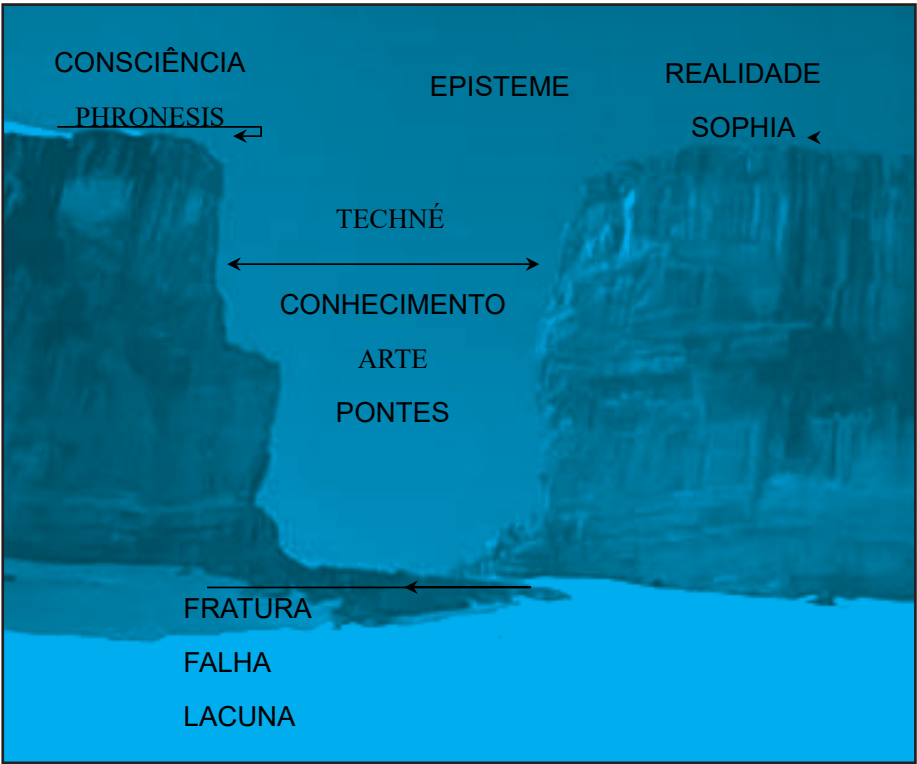 CONSCIÊNCIA
PHRONESIS
EPISTEME
REALIDADE
SOPHIA
TECHNÉ
CONHECIMENTO
ARTE
PONTES
FRATURA
FALHA
LACUNA